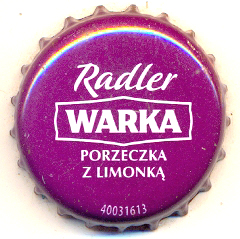 Radler
WARKA
PORZECZKA
Z LIMONKĄ
40031613